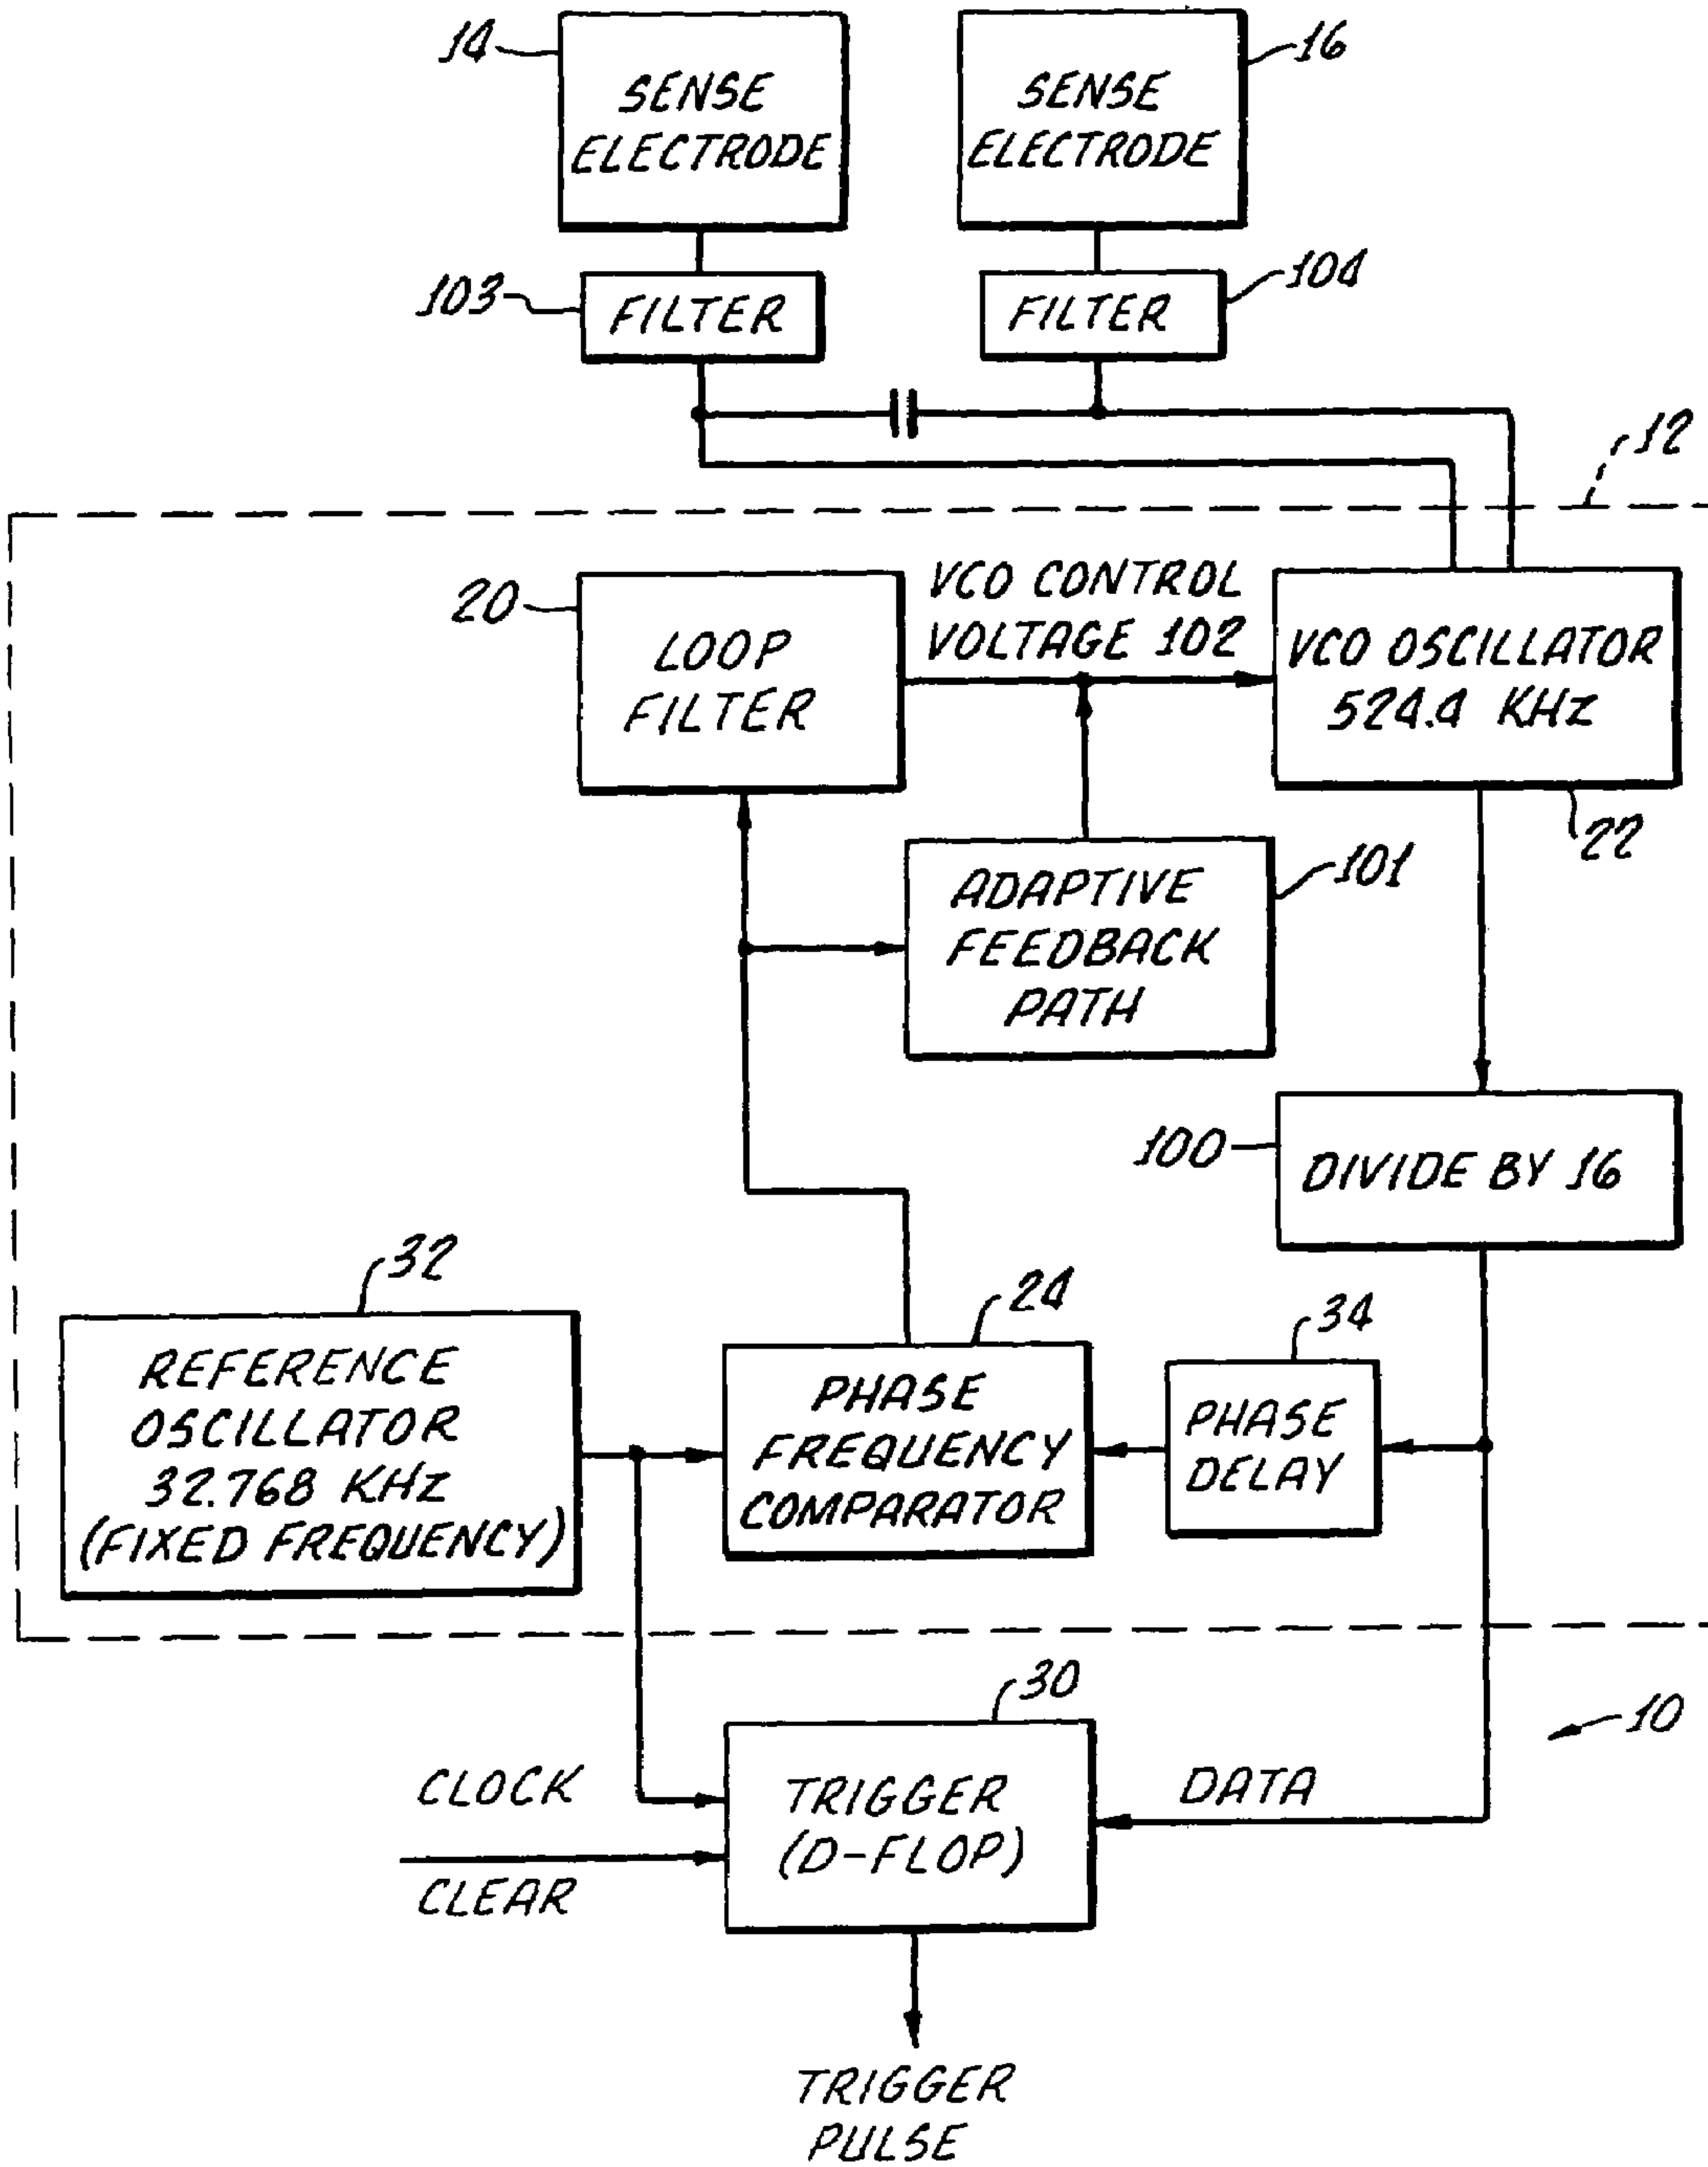 14
SENSE
ELECTRODE
SENSE
ELECTRODE
16
103
FILTER
FILTER
104
12
20
LOOP
FILTER
VCO CONTROL
VOLTAGE 102
VCO OSCILLATOR
524.4 KHz
22
ADAPTIVE
FEEDBACK
PATH
101
100
DIVIDE BY 16
32
REFERENCE
OSCILLATOR
32.768 KHz
(FIXED FREQUENCY)
24
PHASE
FREQUENCY
COMPARATOR
34
PHASE
DELAY
30
10
CLOCK
CLEAR
TRIGGER
(D-FLOP)
DATA
TRIGGER
PULSE